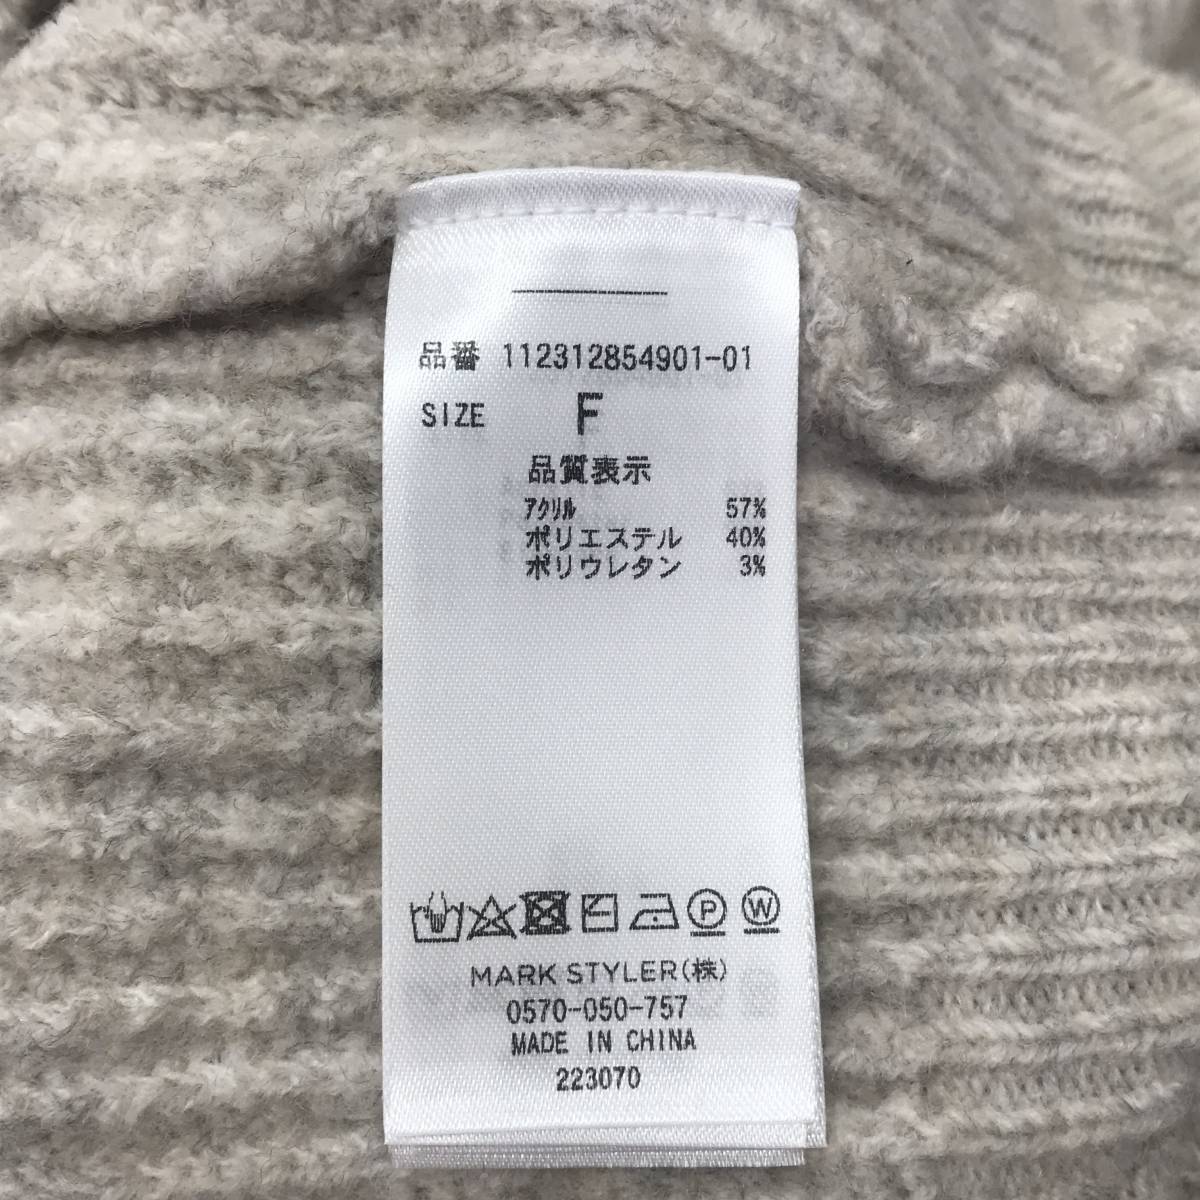 品番 112312854901-01
SIZE F
品質表示
アクリル 57%
ポリエステル 40%
ポリウレタン 3%
P W
MARK STYLER(株)
0570-050-757
MADE IN CHINA
223070